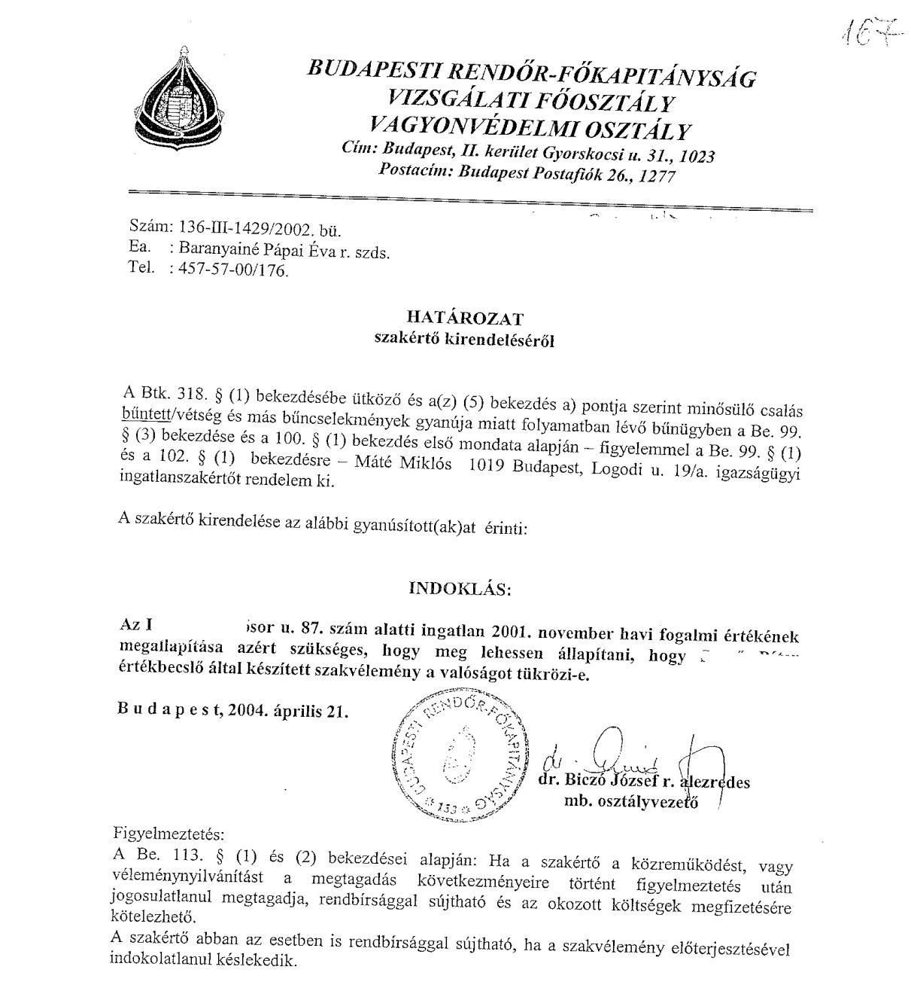 167
BUDAPESTI RENDŐR-FŐKAPITÁNYSÁG
VIZSGÁLATI FŐOSZTÁLY
VAGYONVÉDELMI OSZTÁLY
Cím: Budapest, II. kerület Gyorskocsi u. 31., 1023
Postacím: Budapest Postafiók 26., 1277
Szám: 136-III-1429/2002. bü.
Ea. : Baranyainé Pápai Éva r. szds.
Tel. : 457-57-00/176.
HATÁROZAT
szakértő kirendeléséről
A Btk. 318. § (1) bekezdésébe ütköző és a(z) (5) bekezdés a) pontja szerint minősülő csalás
bűntett/vétség és más bűncselekmények gyanúja miatt folyamatban lévő bűnügyben a Be. 99.
§ (3) bekezdése és a 100. § (1) bekezdés első mondata alapján – figyelemmel a Be. 99. § (1)
és a 102. § (1) bekezdésre – Máté Miklós 1019 Budapest, Logodi u. 19/a. igazságügyi
ingatlanszakértőt rendelem ki.
A szakértő kirendelése az alábbi gyanúsított(ak)at érinti:
INDOKLÁS:
Az I isor u. 87. szám alatti ingatlan 2001. november havi fogalmi értékének
megallapítása azért szükséges, hogy meg lehessen állapítani, hogy
értékbecslő által készített szakvélemény a valóságot tükrözi-e.
B u d a p e s t, 2004. április 21.
BUDAPESTI RENDŐR-FŐKAPITÁNYSÁG
* 153 *
dr.
dr. Biczó József r. alezredes
mb. osztályvezető
Figyelmeztetés:
A Be. 113. § (1) és (2) bekezdései alapján: Ha a szakértő a közreműködést, vagy
véleménynyilvánítást a megtagadás következményeire történt figyelmeztetés után
jogosulatlanul megtagadja, rendbírsággal sújtható és az okozott költségek megfizetésére
kötelezhető.
A szakértő abban az esetben is rendbírsággal sújtható, ha a szakvélemény előterjesztésével
indokolatlanul késlekedik.